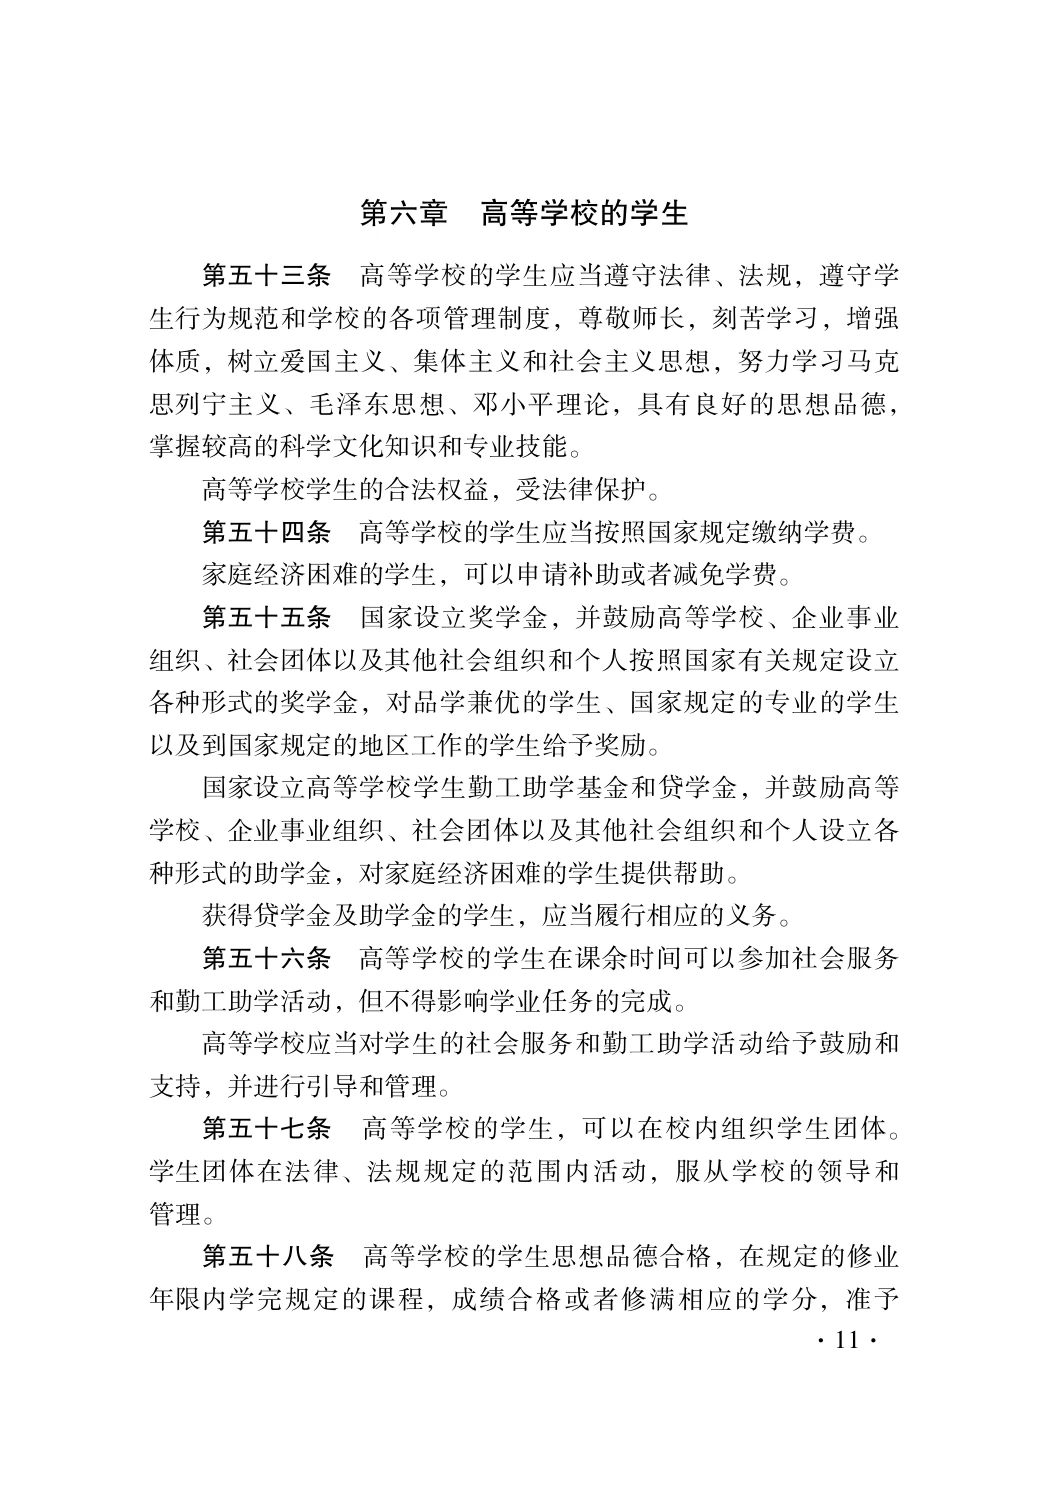 第六章　高等学校的学生
第五十三条　高等学校的学生应当遵守法律、法规，遵守学
生行为规范和学校的各项管理制度，尊敬师长，刻苦学习，增强
体质，树立爱国主义、集体主义和社会主义思想，努力学习马克
思列宁主义、毛泽东思想、邓小平理论，具有良好的思想品德，
掌握较高的科学文化知识和专业技能。
高等学校学生的合法权益，受法律保护。
第五十四条　高等学校的学生应当按照国家规定缴纳学费。
家庭经济困难的学生，可以申请补助或者减免学费。
第五十五条　国家设立奖学金，并鼓励高等学校、企业事业
组织、社会团体以及其他社会组织和个人按照国家有关规定设立
各种形式的奖学金，对品学兼优的学生、国家规定的专业的学生
以及到国家规定的地区工作的学生给予奖励。
国家设立高等学校学生勤工助学基金和贷学金，并鼓励高等
学校、企业事业组织、社会团体以及其他社会组织和个人设立各
种形式的助学金，对家庭经济困难的学生提供帮助。
获得贷学金及助学金的学生，应当履行相应的义务。
第五十六条　高等学校的学生在课余时间可以参加社会服务
和勤工助学活动，但不得影响学业任务的完成。
高等学校应当对学生的社会服务和勤工助学活动给予鼓励和
支持，并进行引导和管理。
第五十七条　高等学校的学生，可以在校内组织学生团体。
学生团体在法律、法规规定的范围内活动，服从学校的领导和
管理。
第五十八条　高等学校的学生思想品德合格，在规定的修业
年限内学完规定的课程，成绩合格或者修满相应的学分，准予
· 11 ·